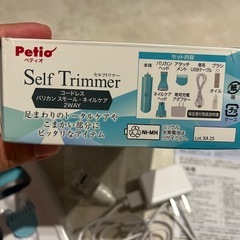 Petio
ペティオ
Self Trimmer
セルフトリマー
コードレス
バリカン スモール・ネイルケア
2WAY
足まわりのトータルケアや
こまかい部分に
ピッタリなアイテム
セット内容
本体
バリカン
ヘッド
アタッチ
メント
専用
USBケーブル
ブラシ
オイル
ネイルケア
ヘッド
専用充電
アダプター
Ni-MH
Lot. XA 25
紙
箱